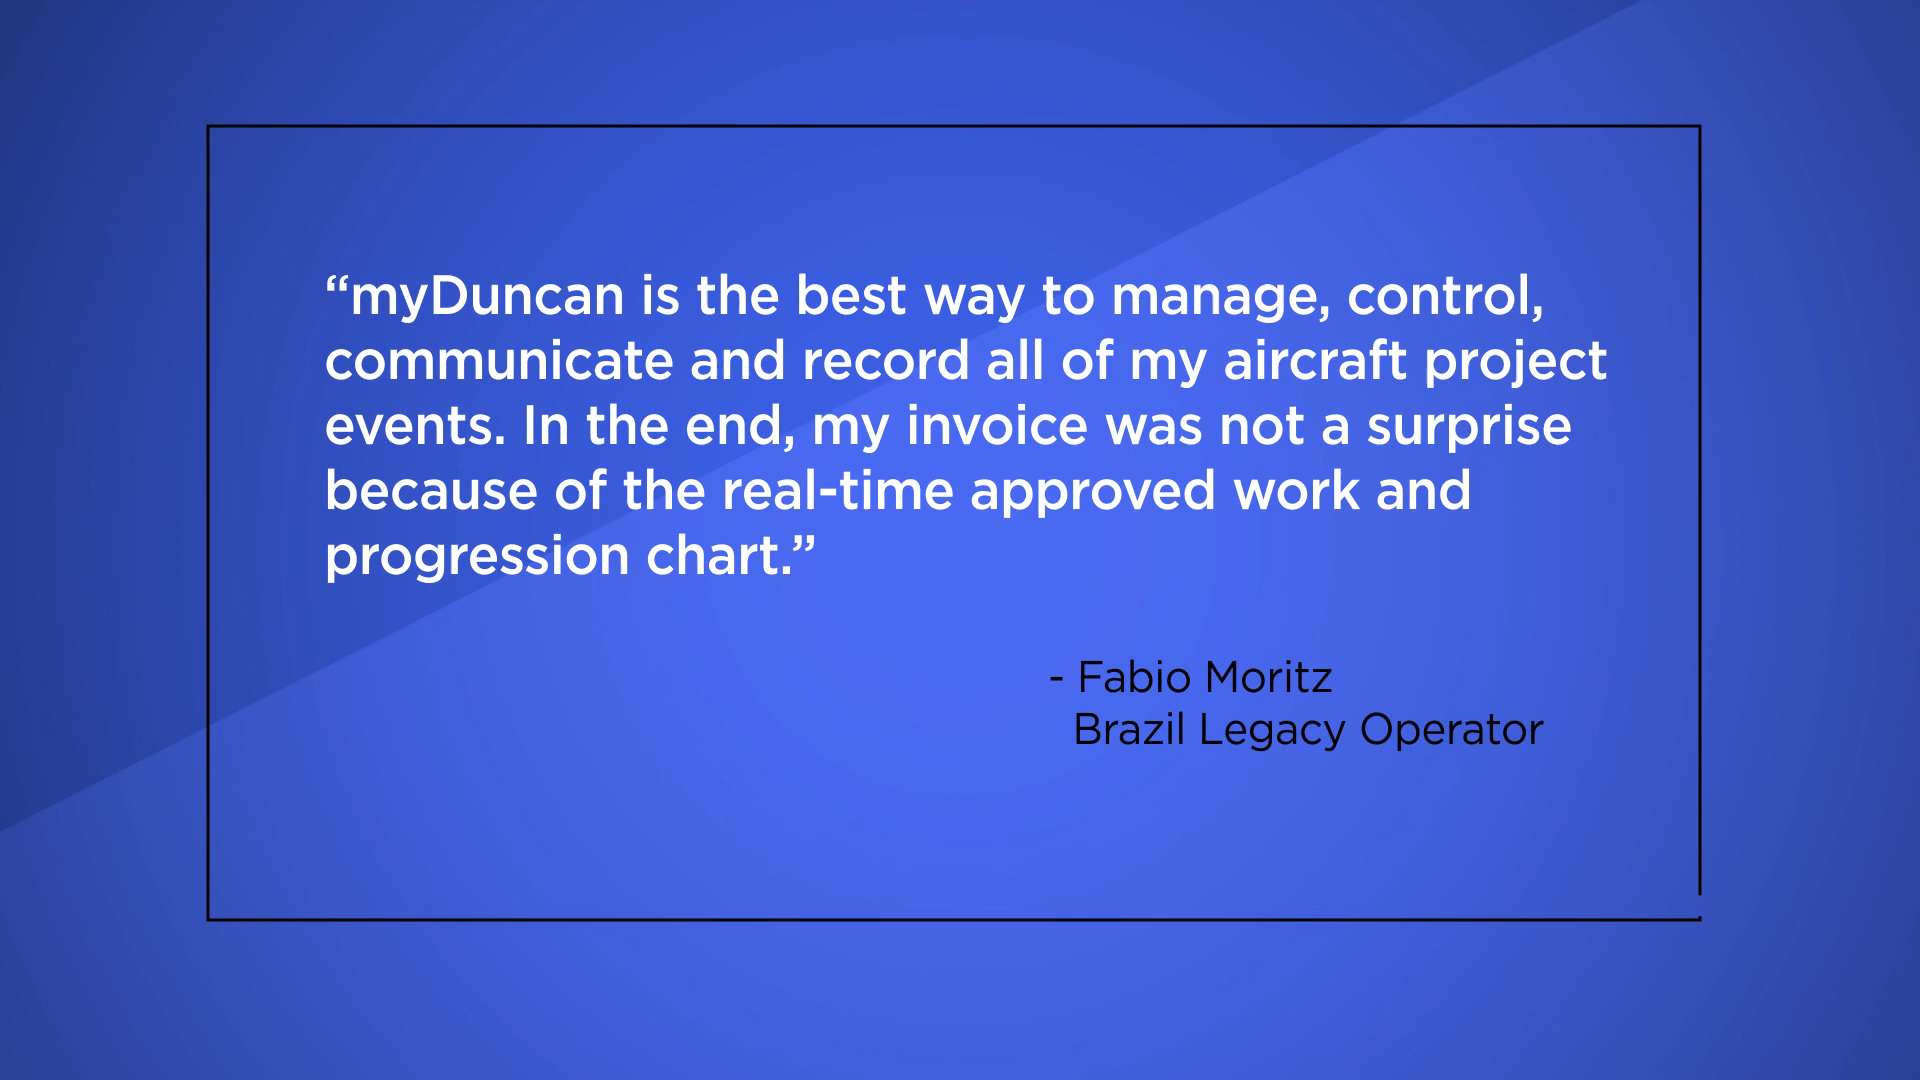 “myDuncan is the best way to manage, control,
communicate and record all of my aircraft project
events. In the end, my invoice was not a surprise
because of the real-time approved work and
progression chart.”
- Fabio Moritz
Brazil Legacy Operator